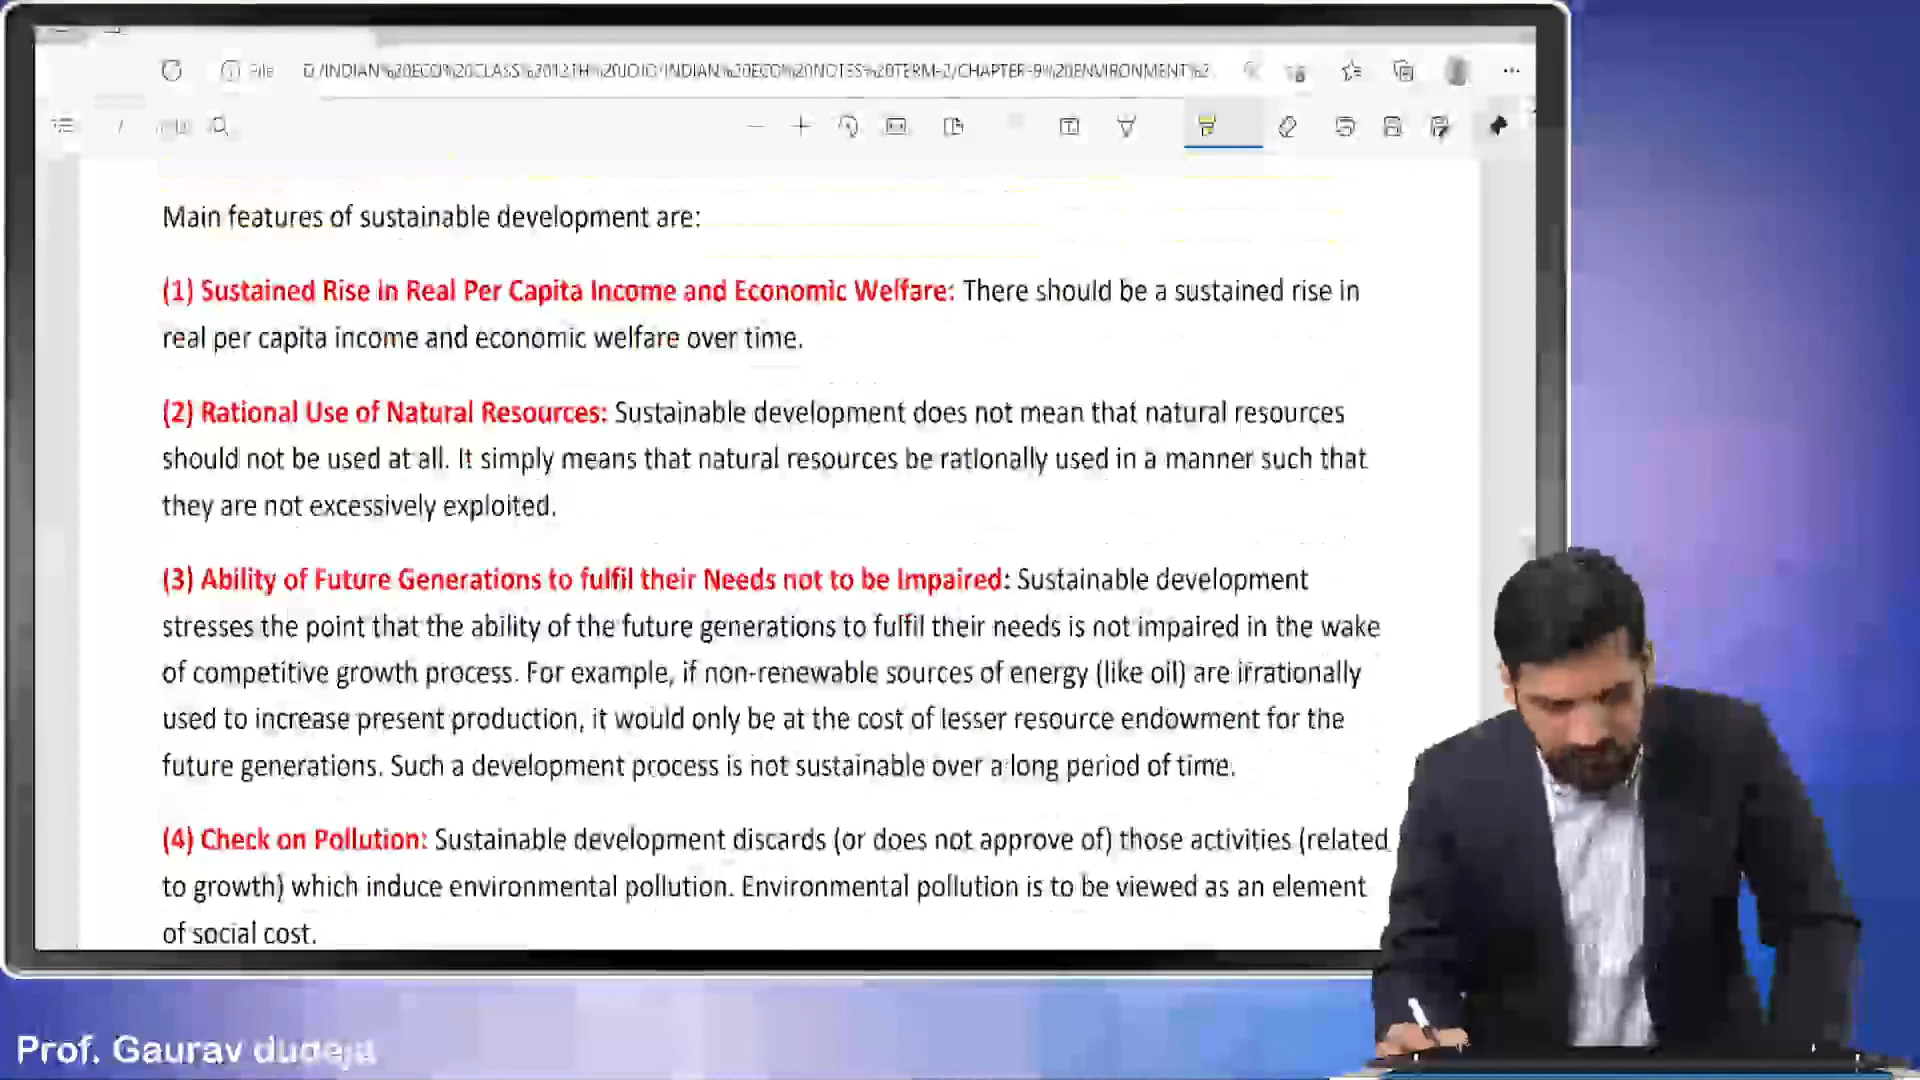 File
Main features of sustainable development are:
(1) Sustained Rise in Real Per Capita Income and Economic Welfare: There should be a sustained rise in
real per capita income and economic welfare over time.
(2) Rational Use of Natural Resources: Sustainable development does not mean that natural resources
should not be used at all. It simply means that natural resources be rationally used in a manner such that
they are not excessively exploited.
(3) Ability of Future Generations to fulfil their Needs not to be Impaired: Sustainable development
stresses the point that the ability of the future generations to fulfil their needs is not impaired in the wake
of competitive growth process. For example, if non-renewable sources of energy (like oil) are irrationally
used to increase present production, it would only be at the cost of lesser resource endowment for the
future generations. Such a development process is not sustainable over a long period of time.
(4) Check on Pollution: Sustainable development discards (or does not approve of) those activities (related
to growth) which induce environmental pollution. Environmental pollution is to be viewed as an element
of social cost.
Prof. Gaurav dudeja